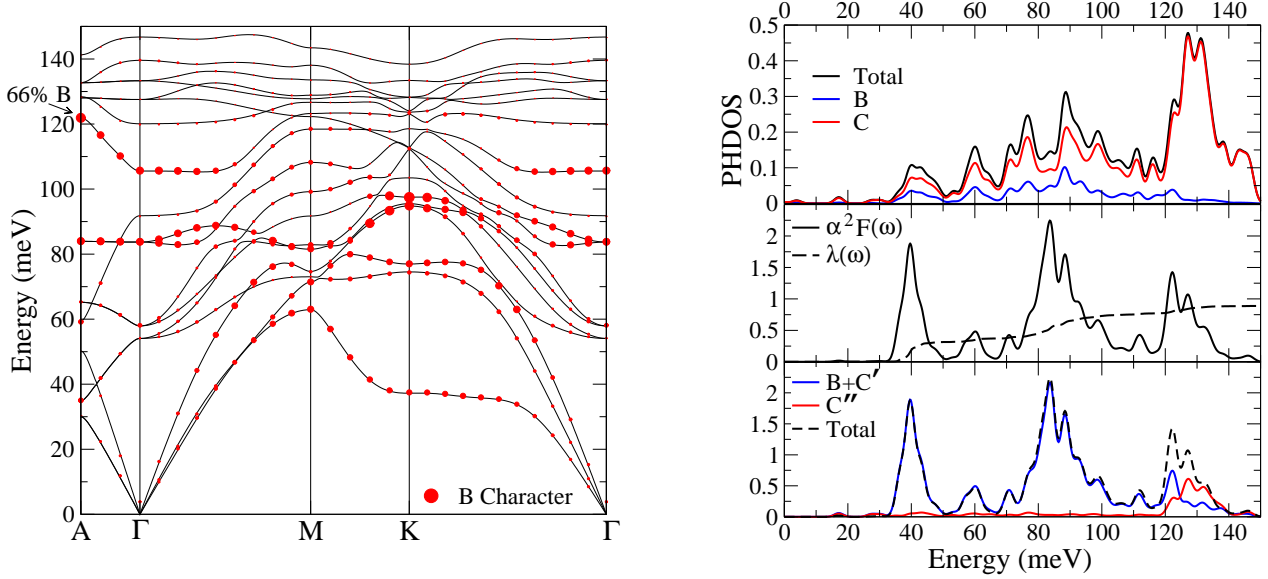 140
120
100
80
60
40
20
0
Energy (meV)
66% B
B Character
A Γ M K Γ
0 20 40 60 80 100 120 140
0.5
0.4
0.3
0.2
0.1
0
PHDOS
Total
B
C
2
1.5
1
0.5
0
α²F(ω)
λ(ω)
2
1.5
1
0.5
0
B+C′
C″
Total
0 20 40 60 80 100 120 140
Energy (meV)